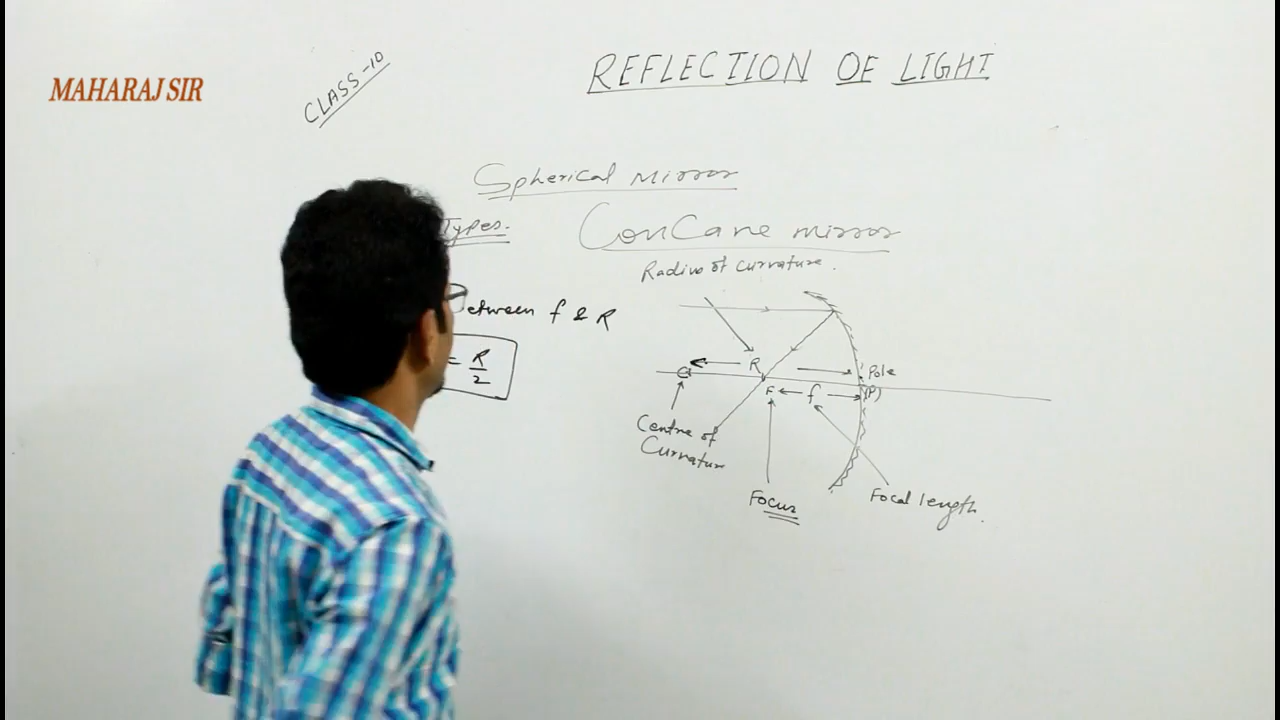 MAHARAJ SIR
CLASS-10
REFLECTION OF LIGHT
Spherical mirror
Types.
ConCane mirror
Radius of curvature.
etween f & R
= R/2
C
R
Pole
(P)
F
f
Centre of
Curvature
Focus
Focal length.